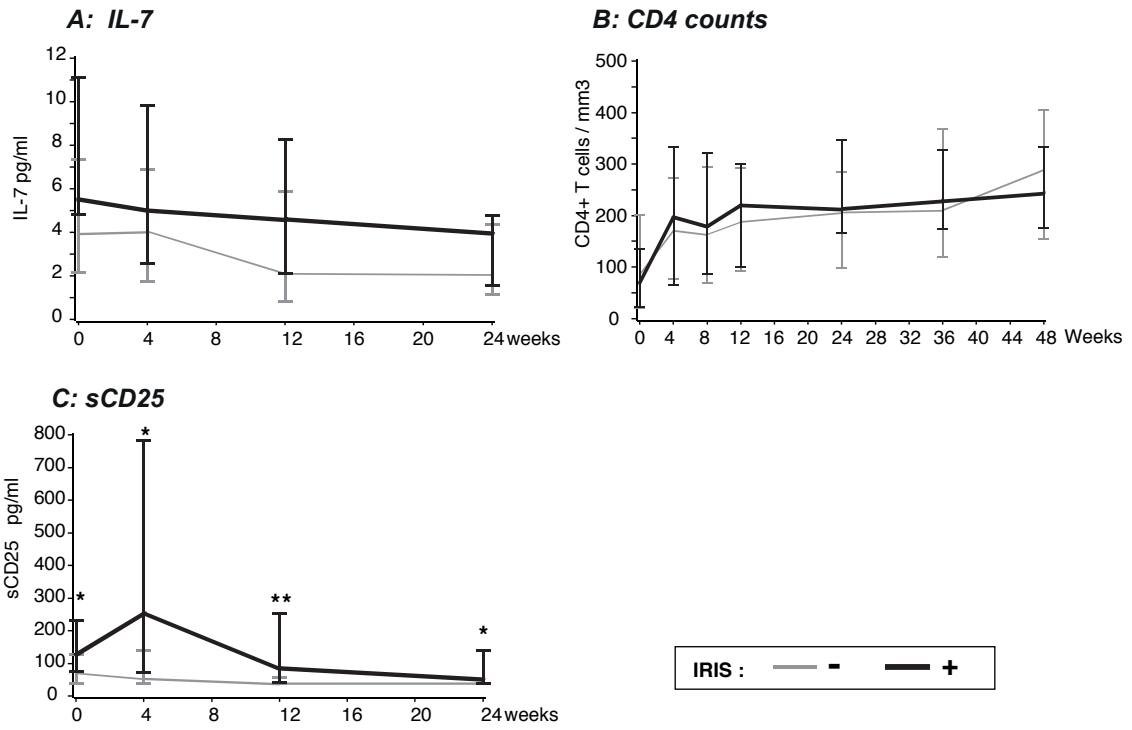 A: IL-7
IL-7 pg/ml
12
10
8
6
4
2
0
0 4 8 12 16 20 24 weeks
B: CD4 counts
CD4+ T cells / mm3
500
400
300
200
100
0
0 4 8 12 16 20 24 28 32 36 40 44 48 Weeks
C: sCD25
sCD25 pg/ml
800
700
600
500
400
300
200
100
0
*
*
**
*
0 4 8 12 16 20 24 weeks
IRIS : - +